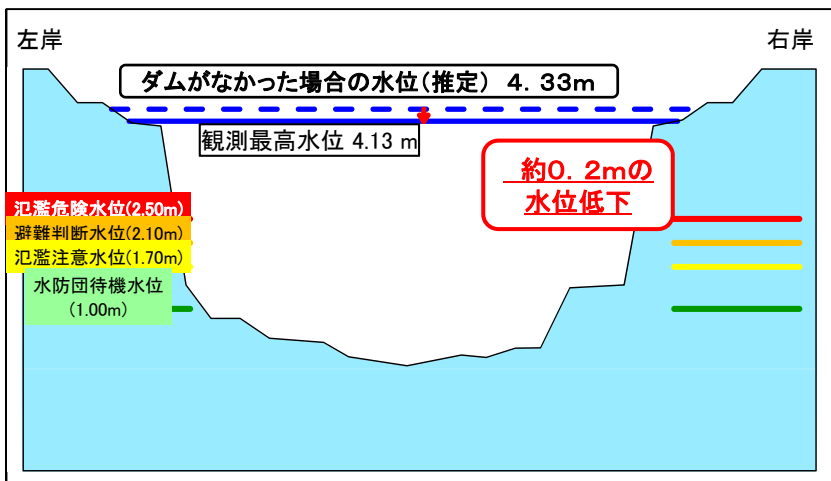 左岸
右岸
ダムがなかった場合の水位(推定) 4.33m
観測最高水位 4.13 m
約0.2mの
水位低下
氾濫危険水位(2.50m)
避難判断水位(2.10m)
氾濫注意水位(1.70m)
水防団待機水位
(1.00m)